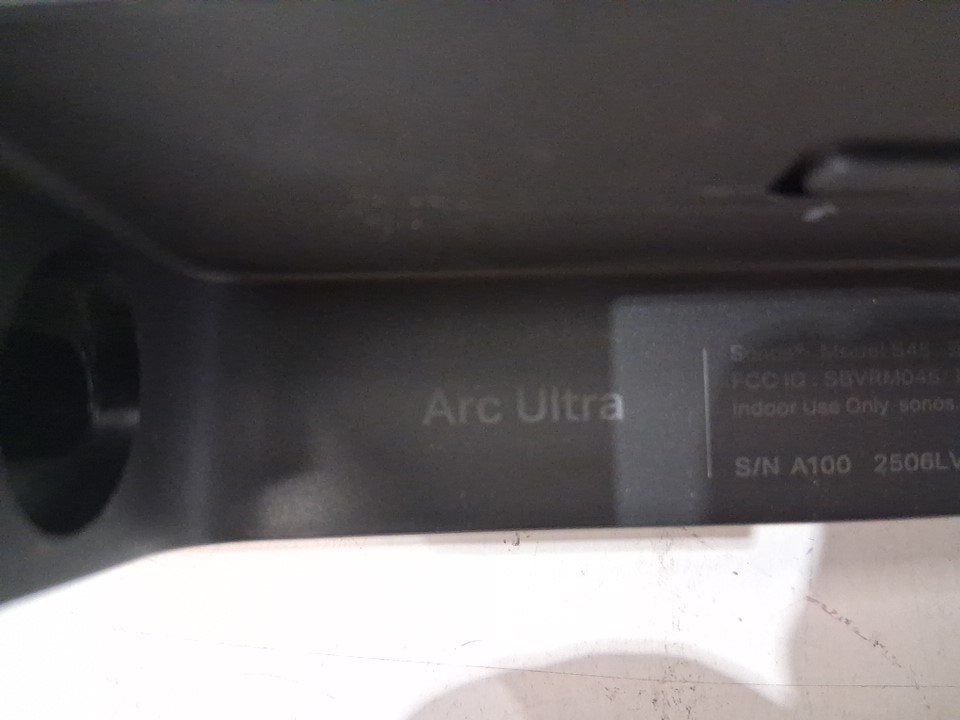 Arc Ultra
Sonos® Model S45
FCC ID : SBVRM045
Indoor Use Only sonos.
S/N A100 2506LV